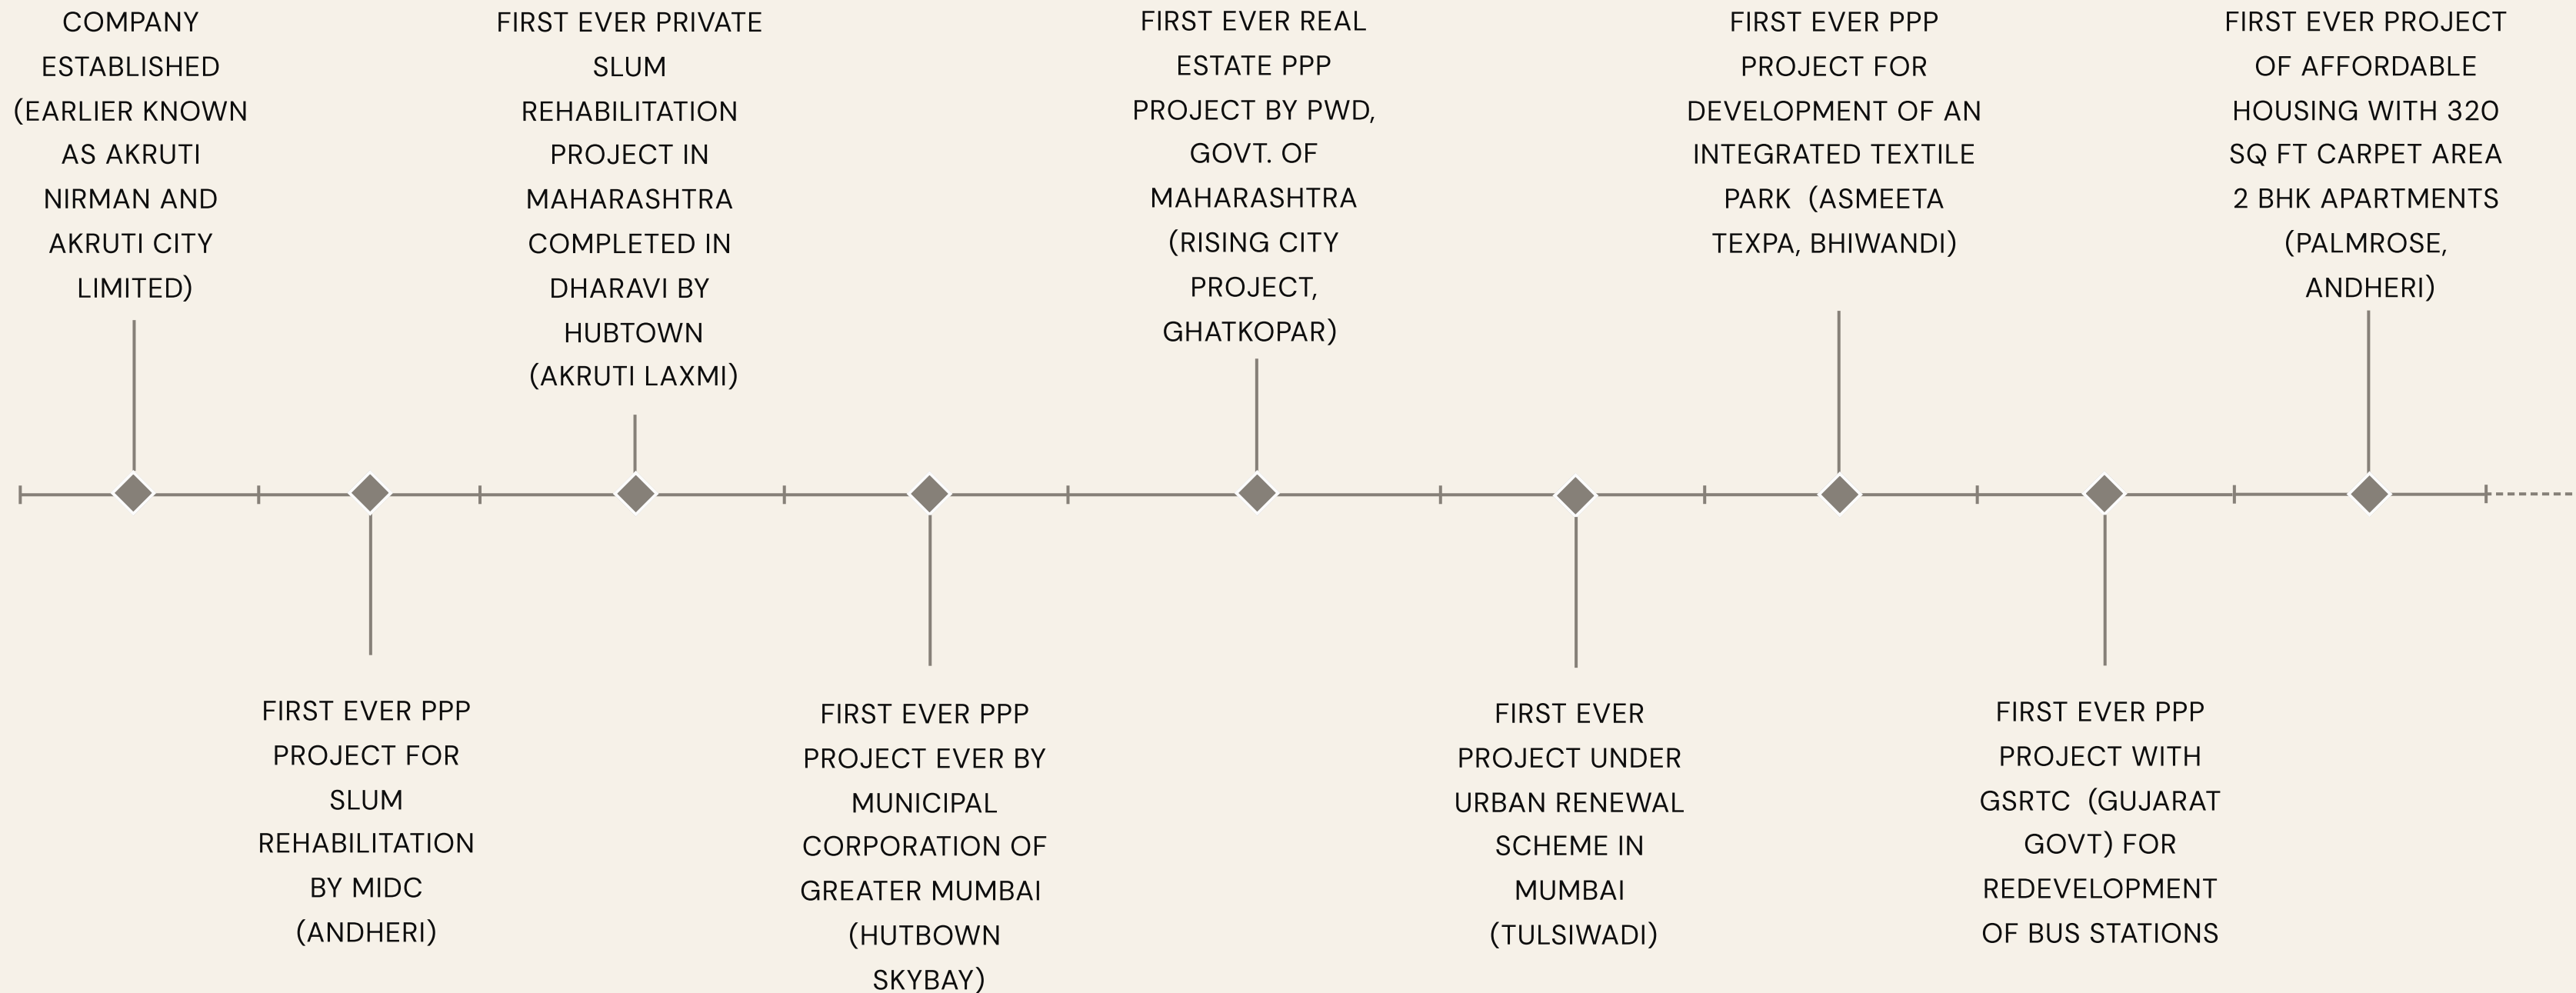 COMPANY
ESTABLISHED
(EARLIER KNOWN
AS AKRUTI
NIRMAN AND
AKRUTI CITY
LIMITED)
FIRST EVER PPP
PROJECT FOR
SLUM
REHABILITATION
BY MIDC
(ANDHERI)
FIRST EVER PRIVATE
SLUM
REHABILITATION
PROJECT IN
MAHARASHTRA
COMPLETED IN
DHARAVI BY
HUBTOWN
(AKRUTI LAXMI)
FIRST EVER PPP
PROJECT EVER BY
MUNICIPAL
CORPORATION OF
GREATER MUMBAI
(HUTBOWN
SKYBAY)
FIRST EVER REAL
ESTATE PPP
PROJECT BY PWD,
GOVT. OF
MAHARASHTRA
(RISING CITY
PROJECT,
GHATKOPAR)
FIRST EVER
PROJECT UNDER
URBAN RENEWAL
SCHEME IN
MUMBAI
(TULSIWADI)
FIRST EVER PPP
PROJECT FOR
DEVELOPMENT OF AN
INTEGRATED TEXTILE
PARK (ASMEETA
TEXPA, BHIWANDI)
FIRST EVER PPP
PROJECT WITH
GSRTC (GUJARAT
GOVT) FOR
REDEVELOPMENT
OF BUS STATIONS
FIRST EVER PROJECT
OF AFFORDABLE
HOUSING WITH 320
SQ FT CARPET AREA
2 BHK APARTMENTS
(PALMROSE,
ANDHERI)